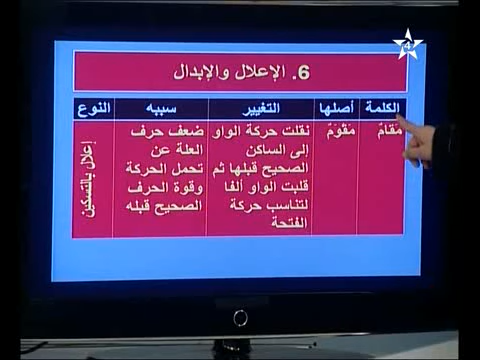 4
6. الإعلال والإبدال
الكلمة أصلها التغيير سببه النوع
مَقامٌ مَقْوَمٌ نقلت حركة الواو ضعف حرف إعلال بالتسكين
إلى الساكن العلة عن
الصحيح قبلها ثم تحمل الحركة
قلبت الواو ألفا وقوة الحرف
لتناسب حركة الصحيح قبله
الفتحة